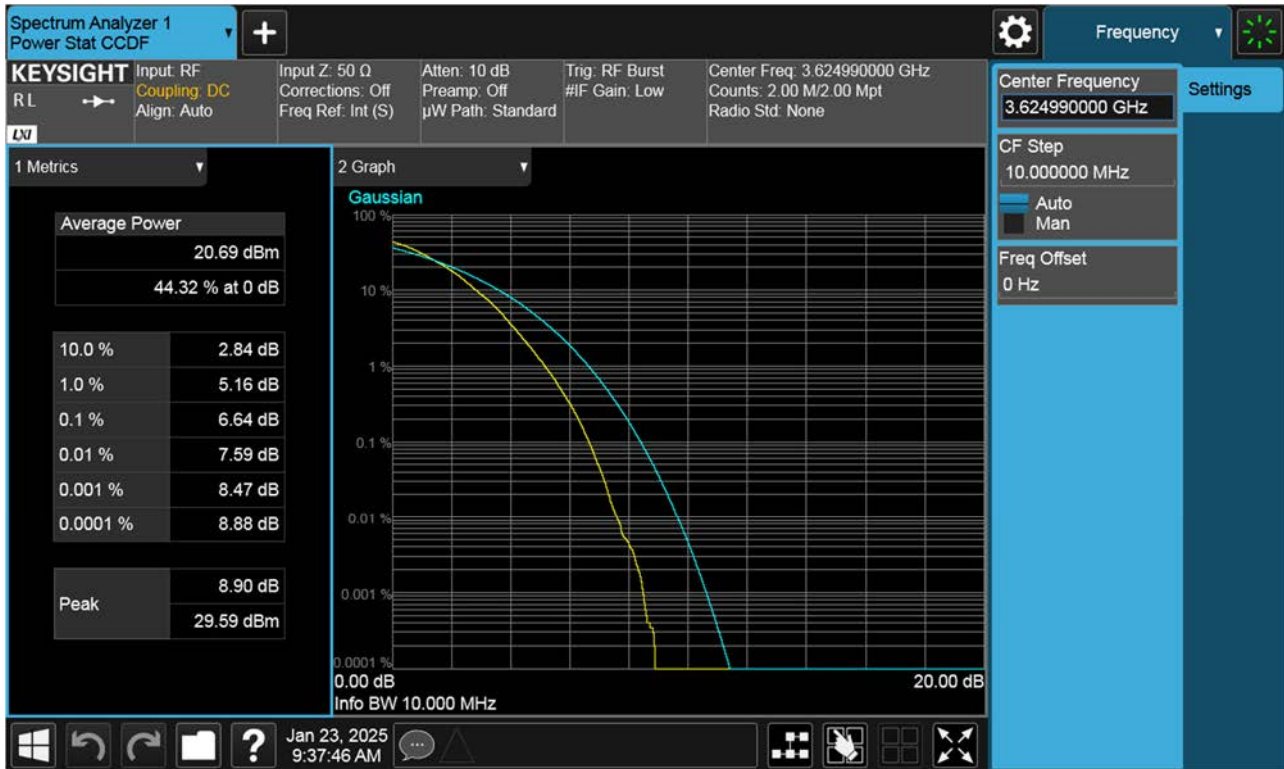 Spectrum Analyzer 1
Power Stat CCDF
Frequency
KEYSIGHT
RL
LXI
Input: RF
Coupling: DC
Align: Auto
Input Z: 50 Ω
Corrections: Off
Freq Ref: Int (S)
Atten: 10 dB
Preamp: Off
µW Path: Standard
Trig: RF Burst
#IF Gain: Low
Center Freq: 3.624990000 GHz
Counts: 2.00 M/2.00 Mpt
Radio Std: None
Center Frequency
3.624990000 GHz
Settings
CF Step
10.000000 MHz
Auto
Man
Freq Offset
0 Hz
1 Metrics
Average Power
20.69 dBm
44.32 % at 0 dB
10.0 % 2.84 dB
1.0 % 5.16 dB
0.1 % 6.64 dB
0.01 % 7.59 dB
0.001 % 8.47 dB
0.0001 % 8.88 dB
Peak
8.90 dB
29.59 dBm
2 Graph
Gaussian
100 %
10 %
1 %
0.1 %
0.01 %
0.001 %
0.0001 %
0.00 dB 20.00 dB
Info BW 10.000 MHz
Jan 23, 2025
9:37:46 AM